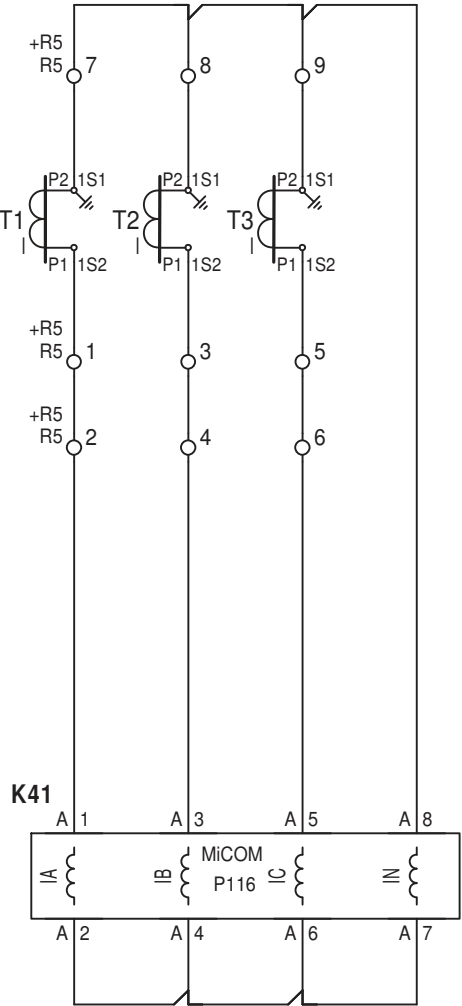 +R5
R5 7 8 9
P2 1S1 P2 1S1 P2 1S1
T1 T2 T3
I I I
P1 1S2 P1 1S2 P1 1S2
+R5
R5 1 3 5
+R5
R5 2 4 6
K41
A 1 A 3 A 5 A 8
MiCOM
IA IB P116 IC IN
A 2 A 4 A 6 A 7